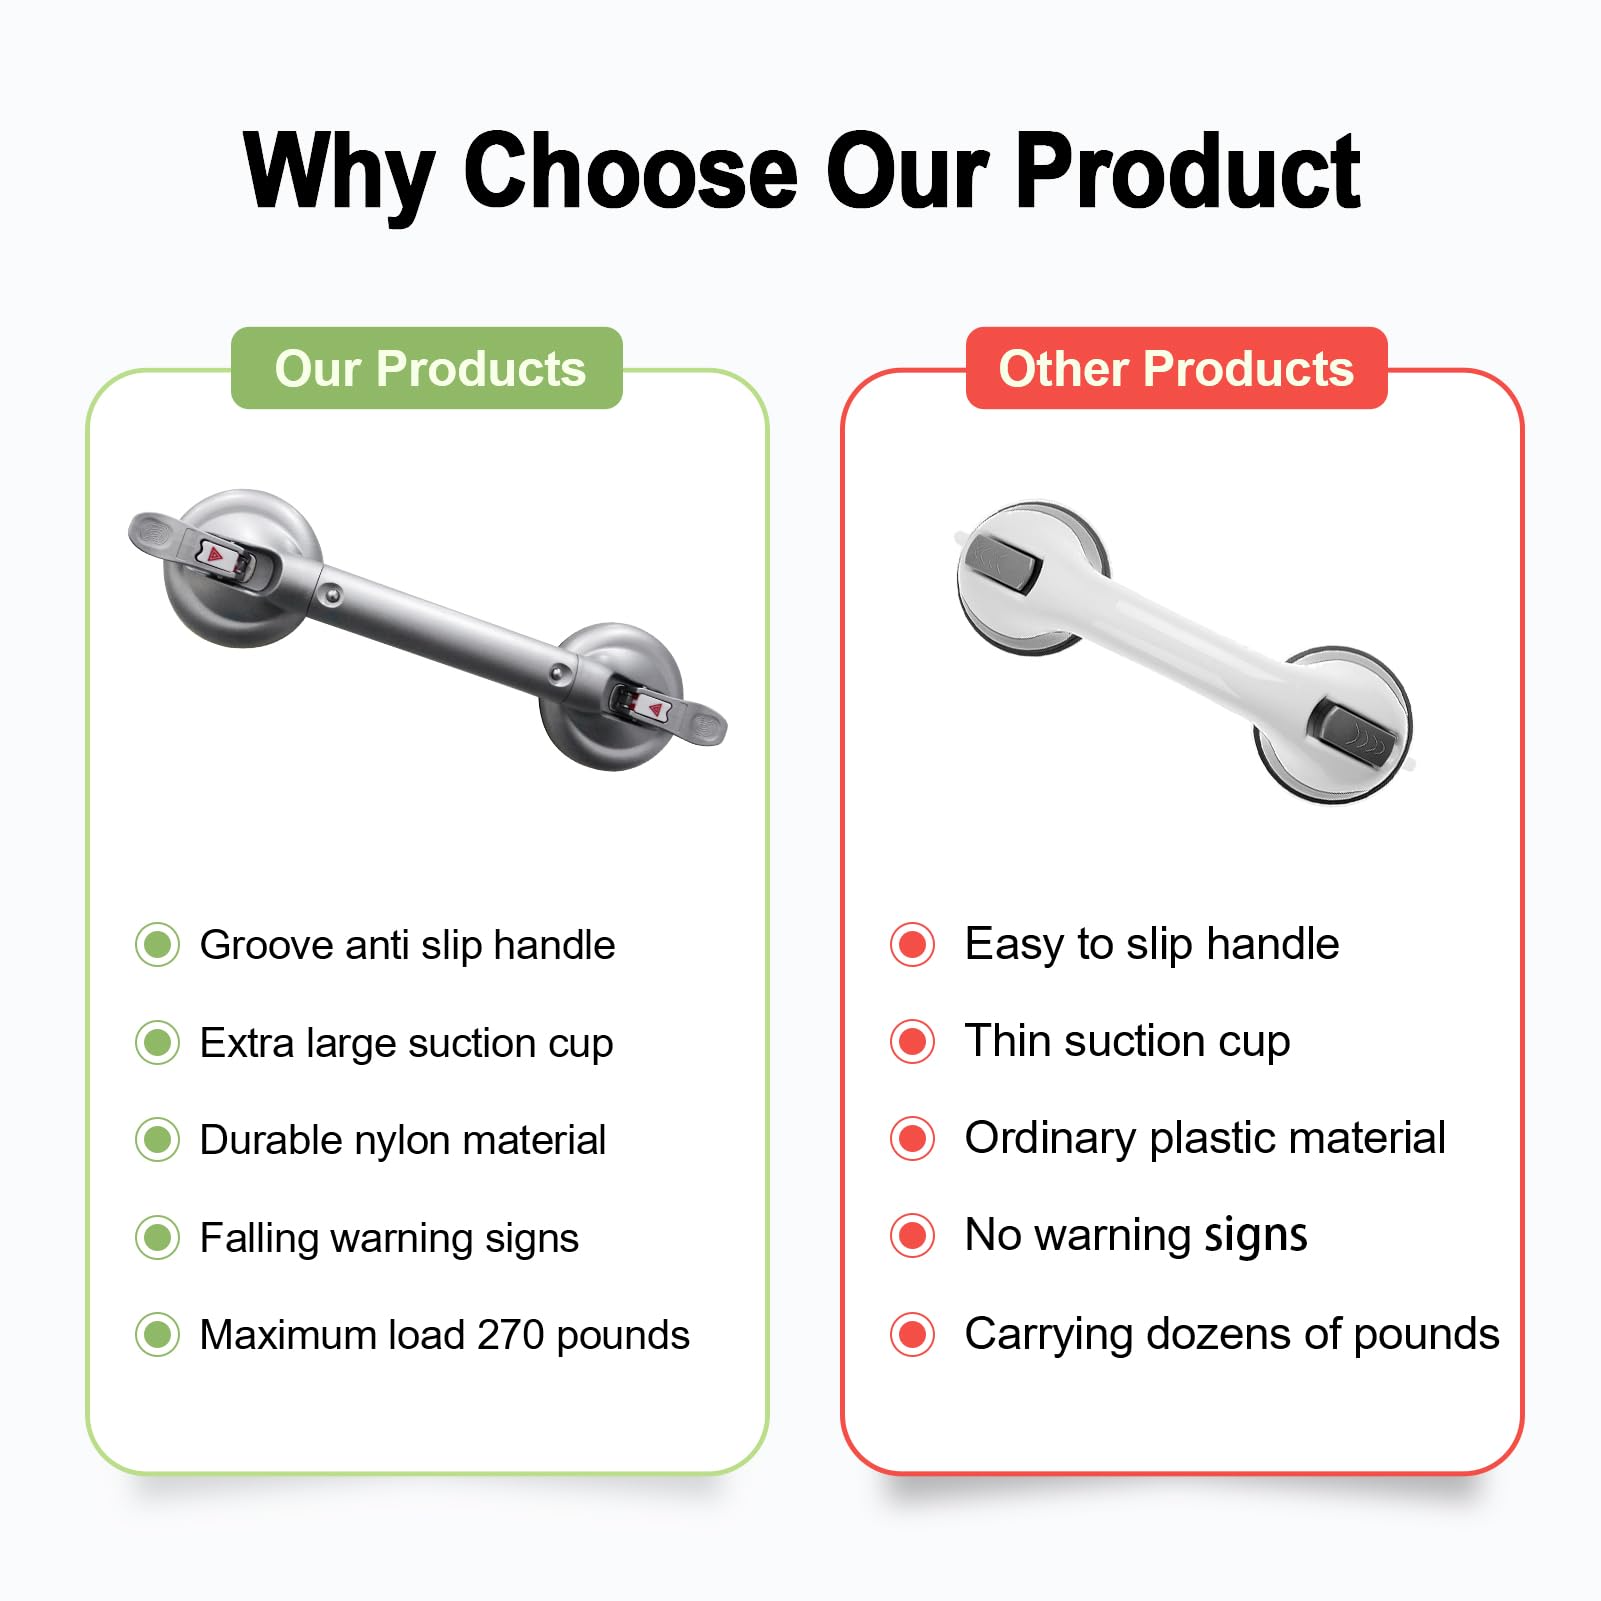 Why Choose Our Product
Our Products
Groove anti slip handle
Extra large suction cup
Durable nylon material
Falling warning signs
Maximum load 270 pounds
Other Products
Easy to slip handle
Thin suction cup
Ordinary plastic material
No warning signs
Carrying dozens of pounds